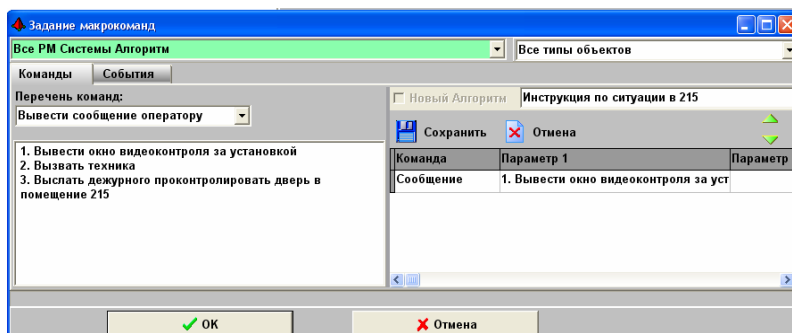 Задание макрокоманд
Все РМ Системы Алгоритм
Все типы объектов
Команды
События
Перечень команд:
Вывести сообщение оператору
1. Вывести окно видеоконтроля за установкой
2. Вызвать техника
3. Выслать дежурного проконтролировать дверь в
помещение 215
Новый Алгоритм
Инструкция по ситуации в 215
Сохранить
Отмена
Команда
Параметр 1
Параметр
Сообщение
1. Вывести окно видеоконтроля за уст
OK
Отмена